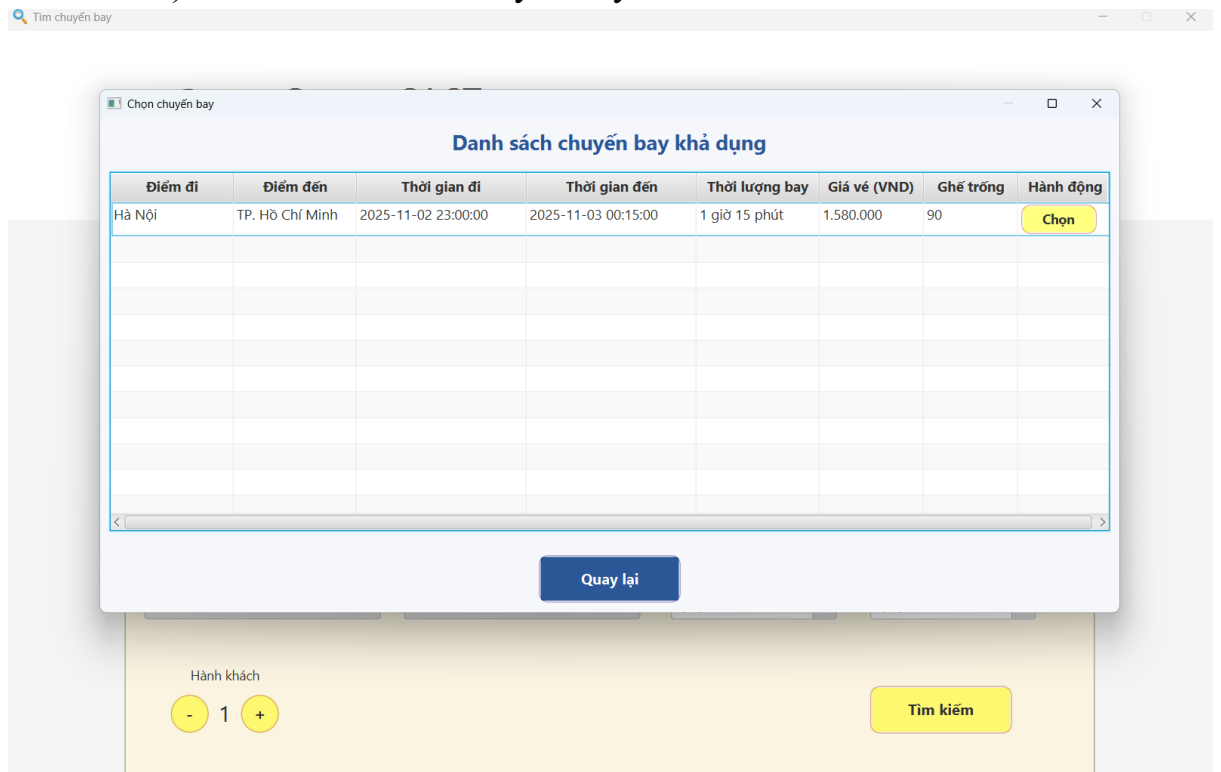 Tìm chuyến bay
Chọn chuyến bay
Danh sách chuyến bay khả dụng
Điểm đi Điểm đến Thời gian đi Thời gian đến Thời lượng bay Giá vé (VND) Ghế trống Hành động
Hà Nội TP. Hồ Chí Minh 2025-11-02 23:00:00 2025-11-03 00:15:00 1 giờ 15 phút 1.580.000 90 Chọn
Quay lại
Hành khách
- 1 +
Tìm kiếm